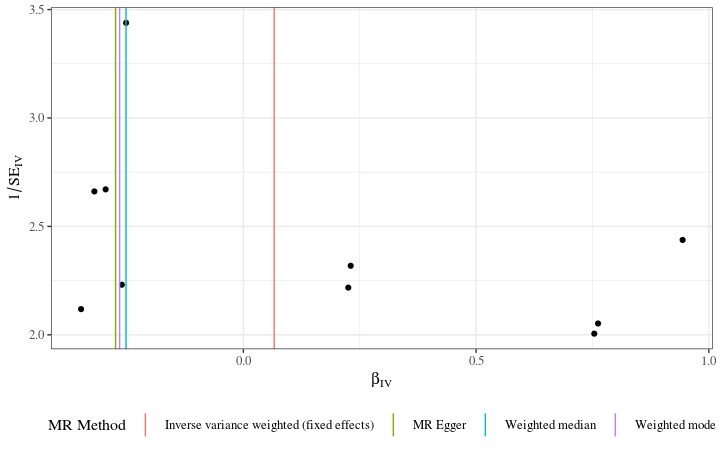 3.5
3.0
2.5
2.0
1/SE_IV
0.0 0.5 1.0
β_IV
MR Method Inverse variance weighted (fixed effects) MR Egger Weighted median Weighted mode